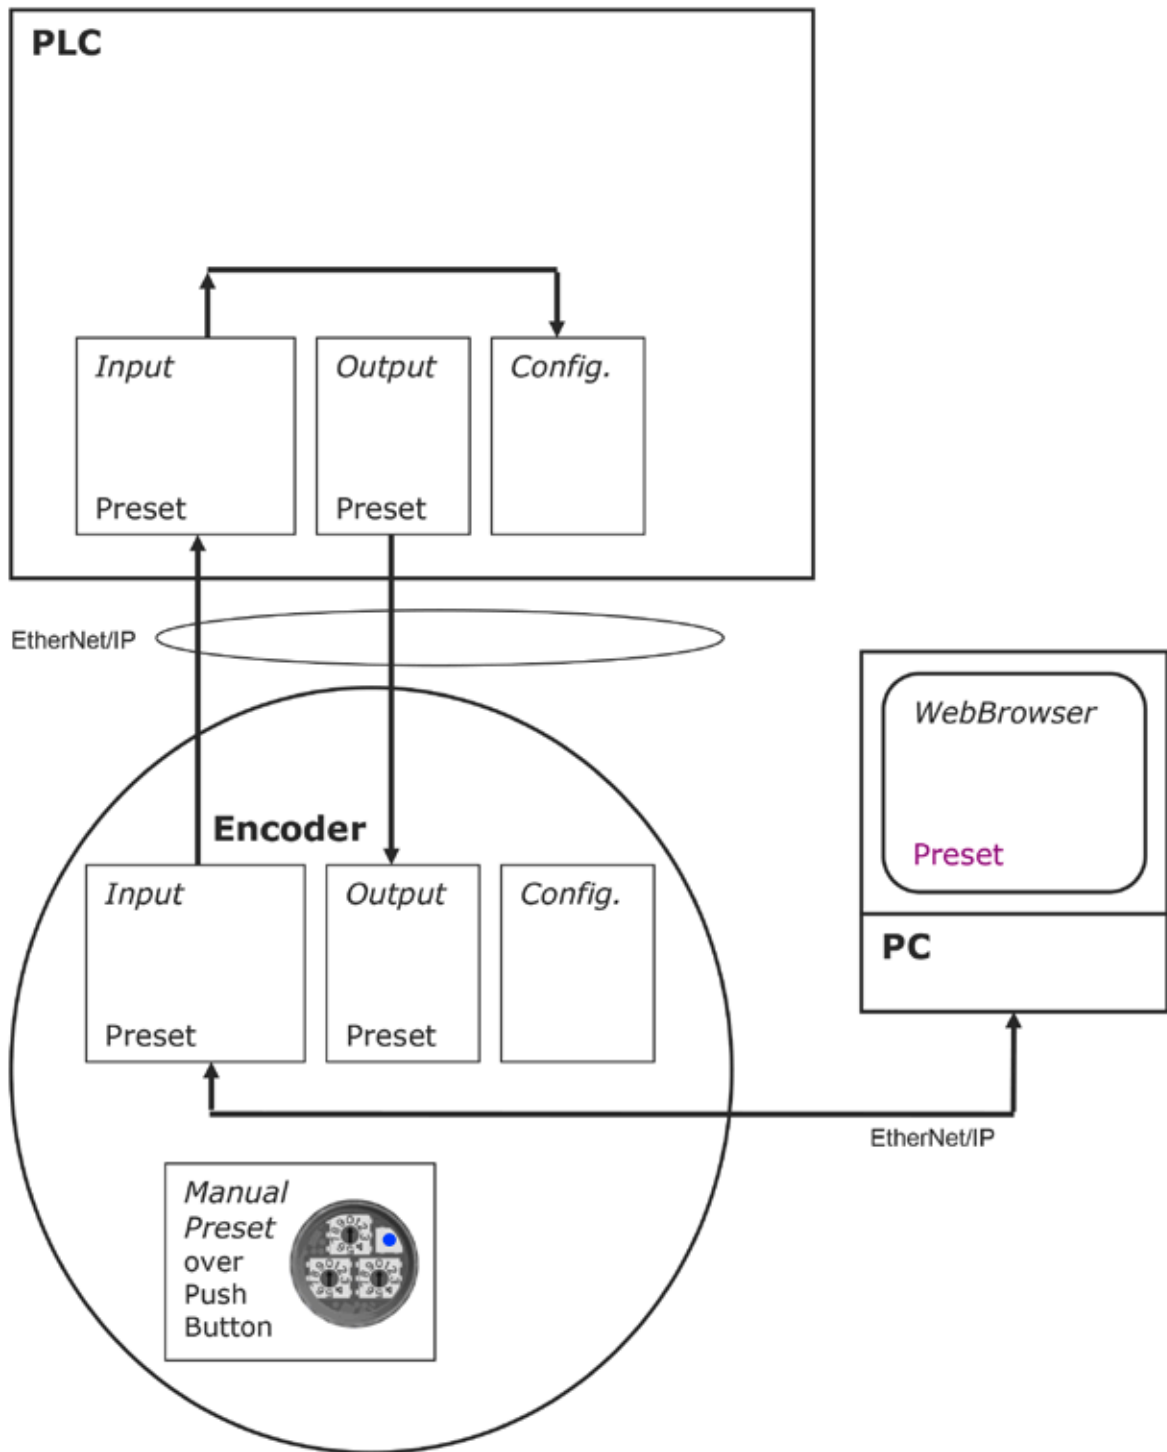 PLC
Input
Output
Config.
Preset
Preset
EtherNet/IP
WebBrowser
Preset
PC
Encoder
Input
Output
Config.
Preset
Preset
EtherNet/IP
Manual
Preset
over
Push
Button